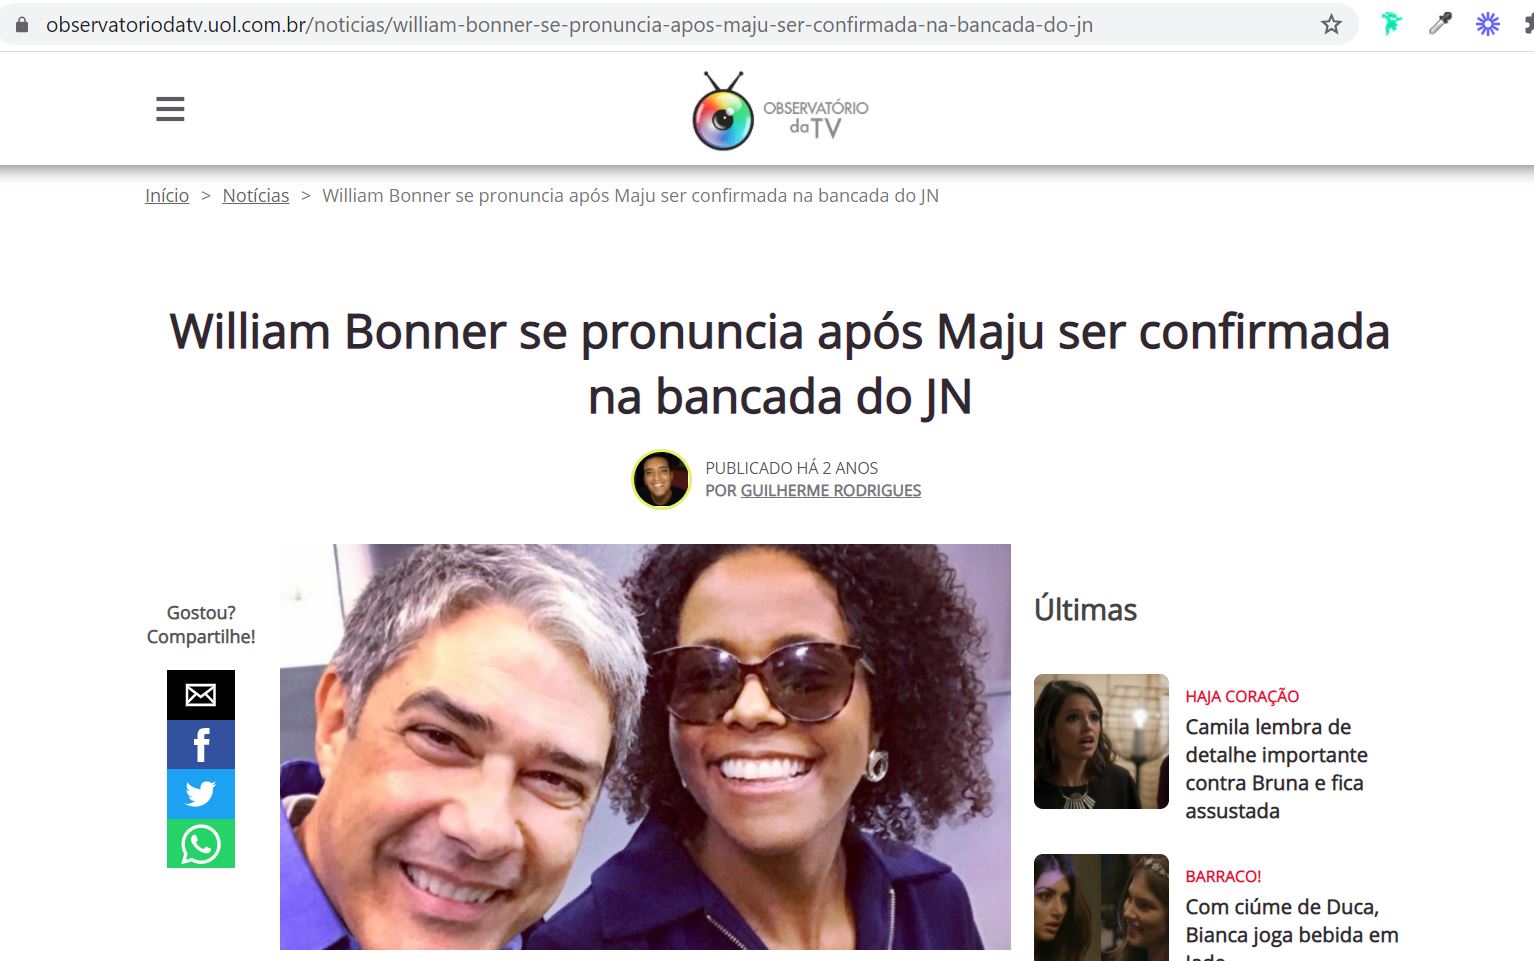 observatoriodatv.uol.com.br/noticias/william-bonner-se-pronuncia-apos-maju-ser-confirmada-na-bancada-do-jn
OBSERVATÓRIO
daTV
Início > Notícias > William Bonner se pronuncia após Maju ser confirmada na bancada do JN
William Bonner se pronuncia após Maju ser confirmada
na bancada do JN
PUBLICADO HÁ 2 ANOS
POR GUILHERME RODRIGUES
Gostou?
Compartilhe!
Últimas
HAJA CORAÇÃO
Camila lembra de
detalhe importante
contra Bruna e fica
assustada
BARRACO!
Com ciúme de Duca,
Bianca joga bebida em